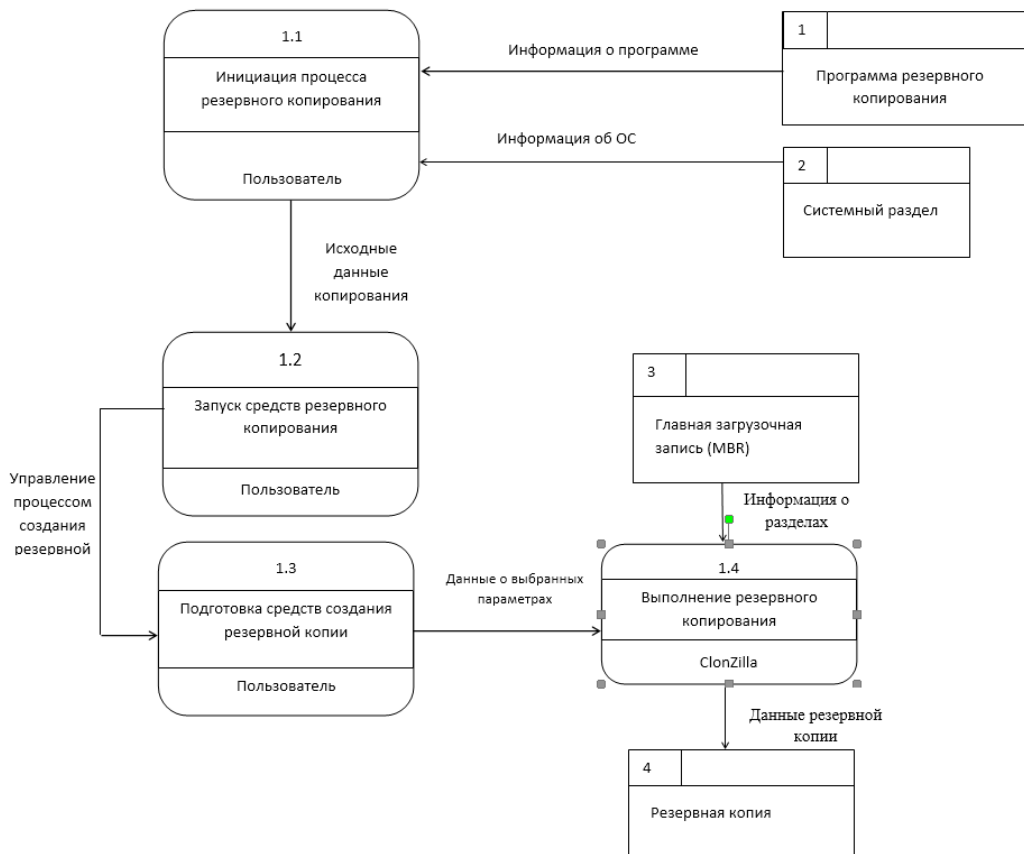 1.1
Инициация процесса
резервного копирования
Пользователь
Информация о программе
1
Программа резервного
копирования
Информация об ОС
2
Системный раздел
Исходные
данные
копирования
1.2
Запуск средств резервного
копирования
Пользователь
3
Главная загрузочная
запись (MBR)
Управление
процессом
создания
резервной
Информация о
разделах
1.3
Подготовка средств создания
резервной копии
Пользователь
Данные о выбранных
параметрах
1.4
Выполнение резервного
копирования
ClonZilla
Данные резервной
копии
4
Резервная копия